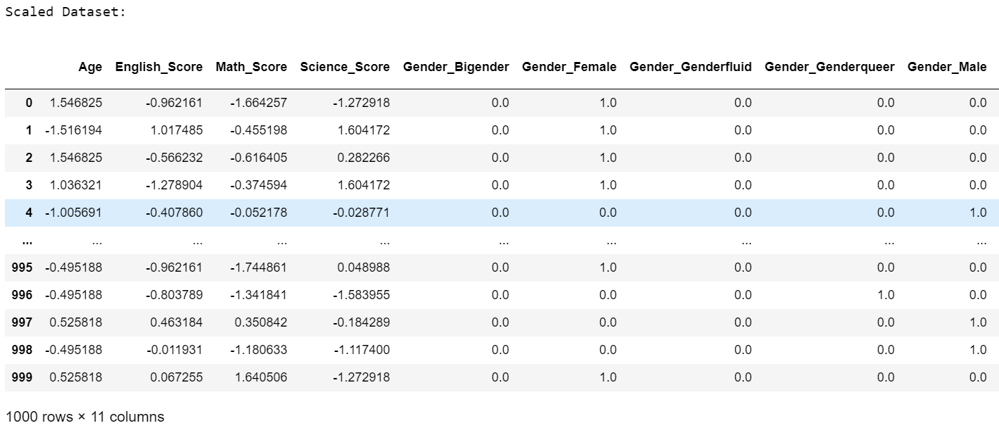 Scaled Dataset:
Age English_Score Math_Score Science_Score Gender_Bigender Gender_Female Gender_Genderfluid Gender_Genderqueer Gender_Male
0 1.546825 -0.962161 -1.664257 -1.272918 0.0 1.0 0.0 0.0 0.0
1 -1.516194 1.017485 -0.455198 1.604172 0.0 1.0 0.0 0.0 0.0
2 1.546825 -0.566232 -0.616405 0.282266 0.0 1.0 0.0 0.0 0.0
3 1.036321 -1.278904 -0.374594 1.604172 0.0 1.0 0.0 0.0 0.0
4 -1.005691 -0.407860 -0.052178 -0.028771 0.0 0.0 0.0 0.0 1.0
... ... ... ... ... ... ... ... ... ...
995 -0.495188 -0.962161 -1.744861 0.048988 0.0 1.0 0.0 0.0 0.0
996 -0.495188 -0.803789 -1.341841 -1.583955 0.0 0.0 0.0 1.0 0.0
997 0.525818 0.463184 0.350842 -0.184289 0.0 0.0 0.0 0.0 1.0
998 -0.495188 -0.011931 -1.180633 -1.117400 0.0 0.0 0.0 0.0 1.0
999 0.525818 0.067255 1.640506 -1.272918 0.0 1.0 0.0 0.0 0.0
1000 rows × 11 columns